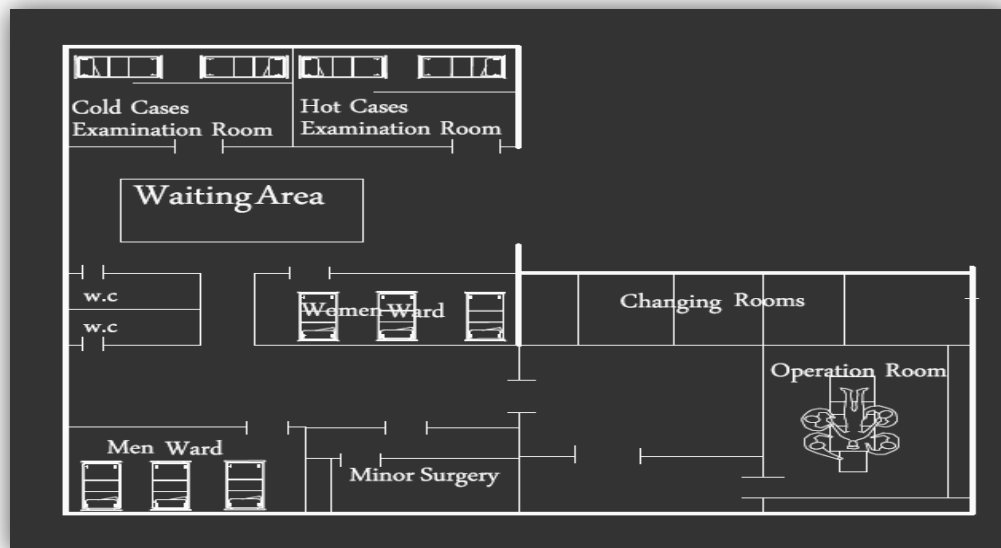 Cold Cases
Examination Room
Hot Cases
Examination Room
Waiting Area
w.c
w.c
Women Ward
Changing Rooms
Operation Room
Men Ward
Minor Surgery